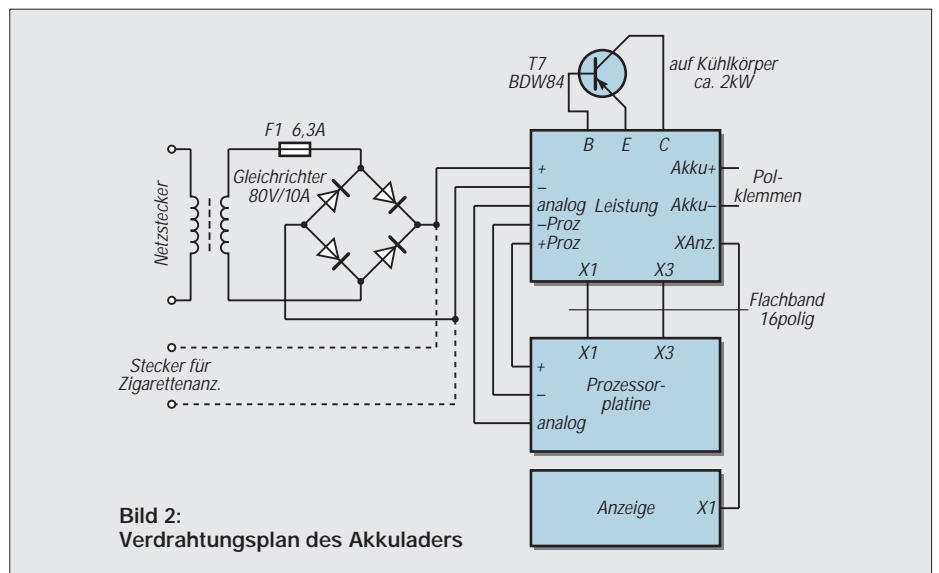 T7
BDW84
auf Kühlkörper
ca. 2kW
F1 6,3A
Gleichrichter
80V/10A
Netzstecker
B E C
+
–
analog
–Proz
+Proz
Leistung
Akku+
Akku–
XAnz.
Pol-
klemmen
X1 X3
Flachband
16polig
Stecker für
Zigarettenanz.
X1 X3
+
–
analog
Prozessor-
platine
Anzeige X1
Bild 2:
Verdrahtungsplan des Akkuladers